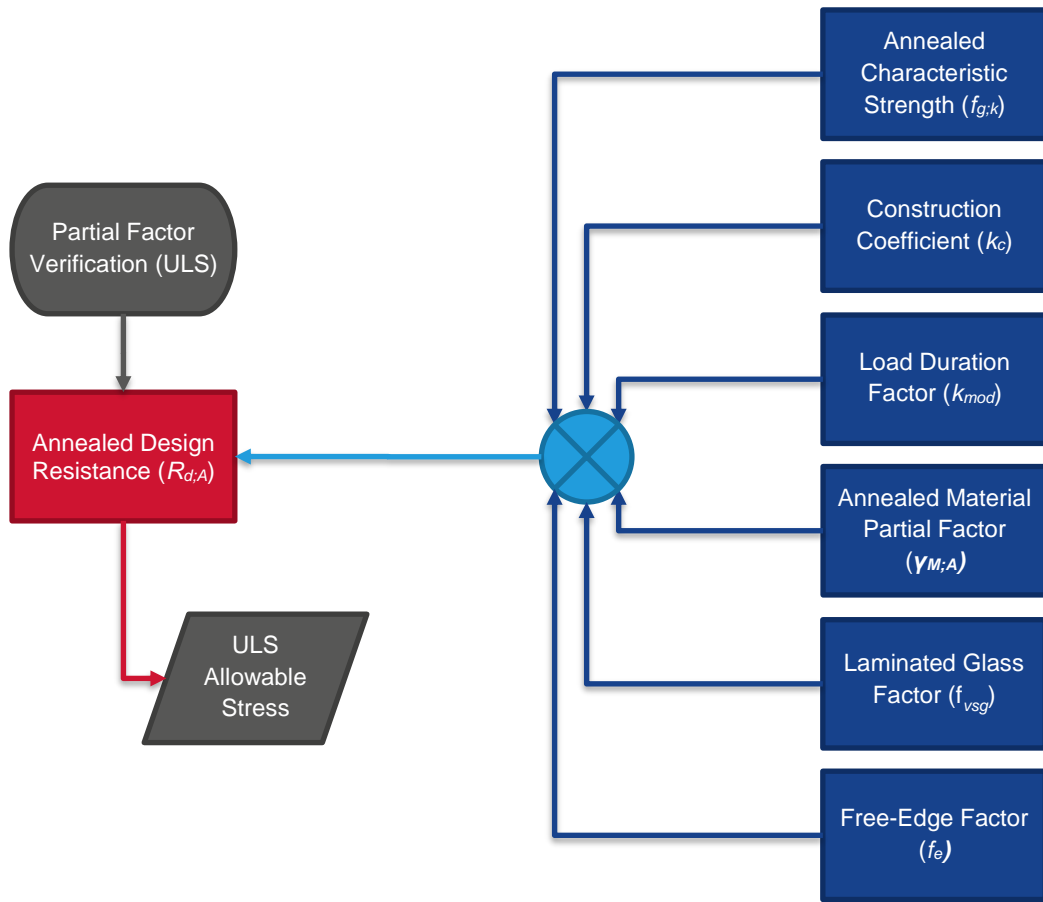 Annealed
Characteristic
Strength (fg;k)
Partial Factor
Verification (ULS)
Construction
Coefficient (kc)
Load Duration
Factor (kmod)
Annealed Design
Resistance (Rd;A)
Annealed Material
Partial Factor
(γM;A)
ULS
Allowable
Stress
Laminated Glass
Factor (fvsg)
Free-Edge Factor
(fe)